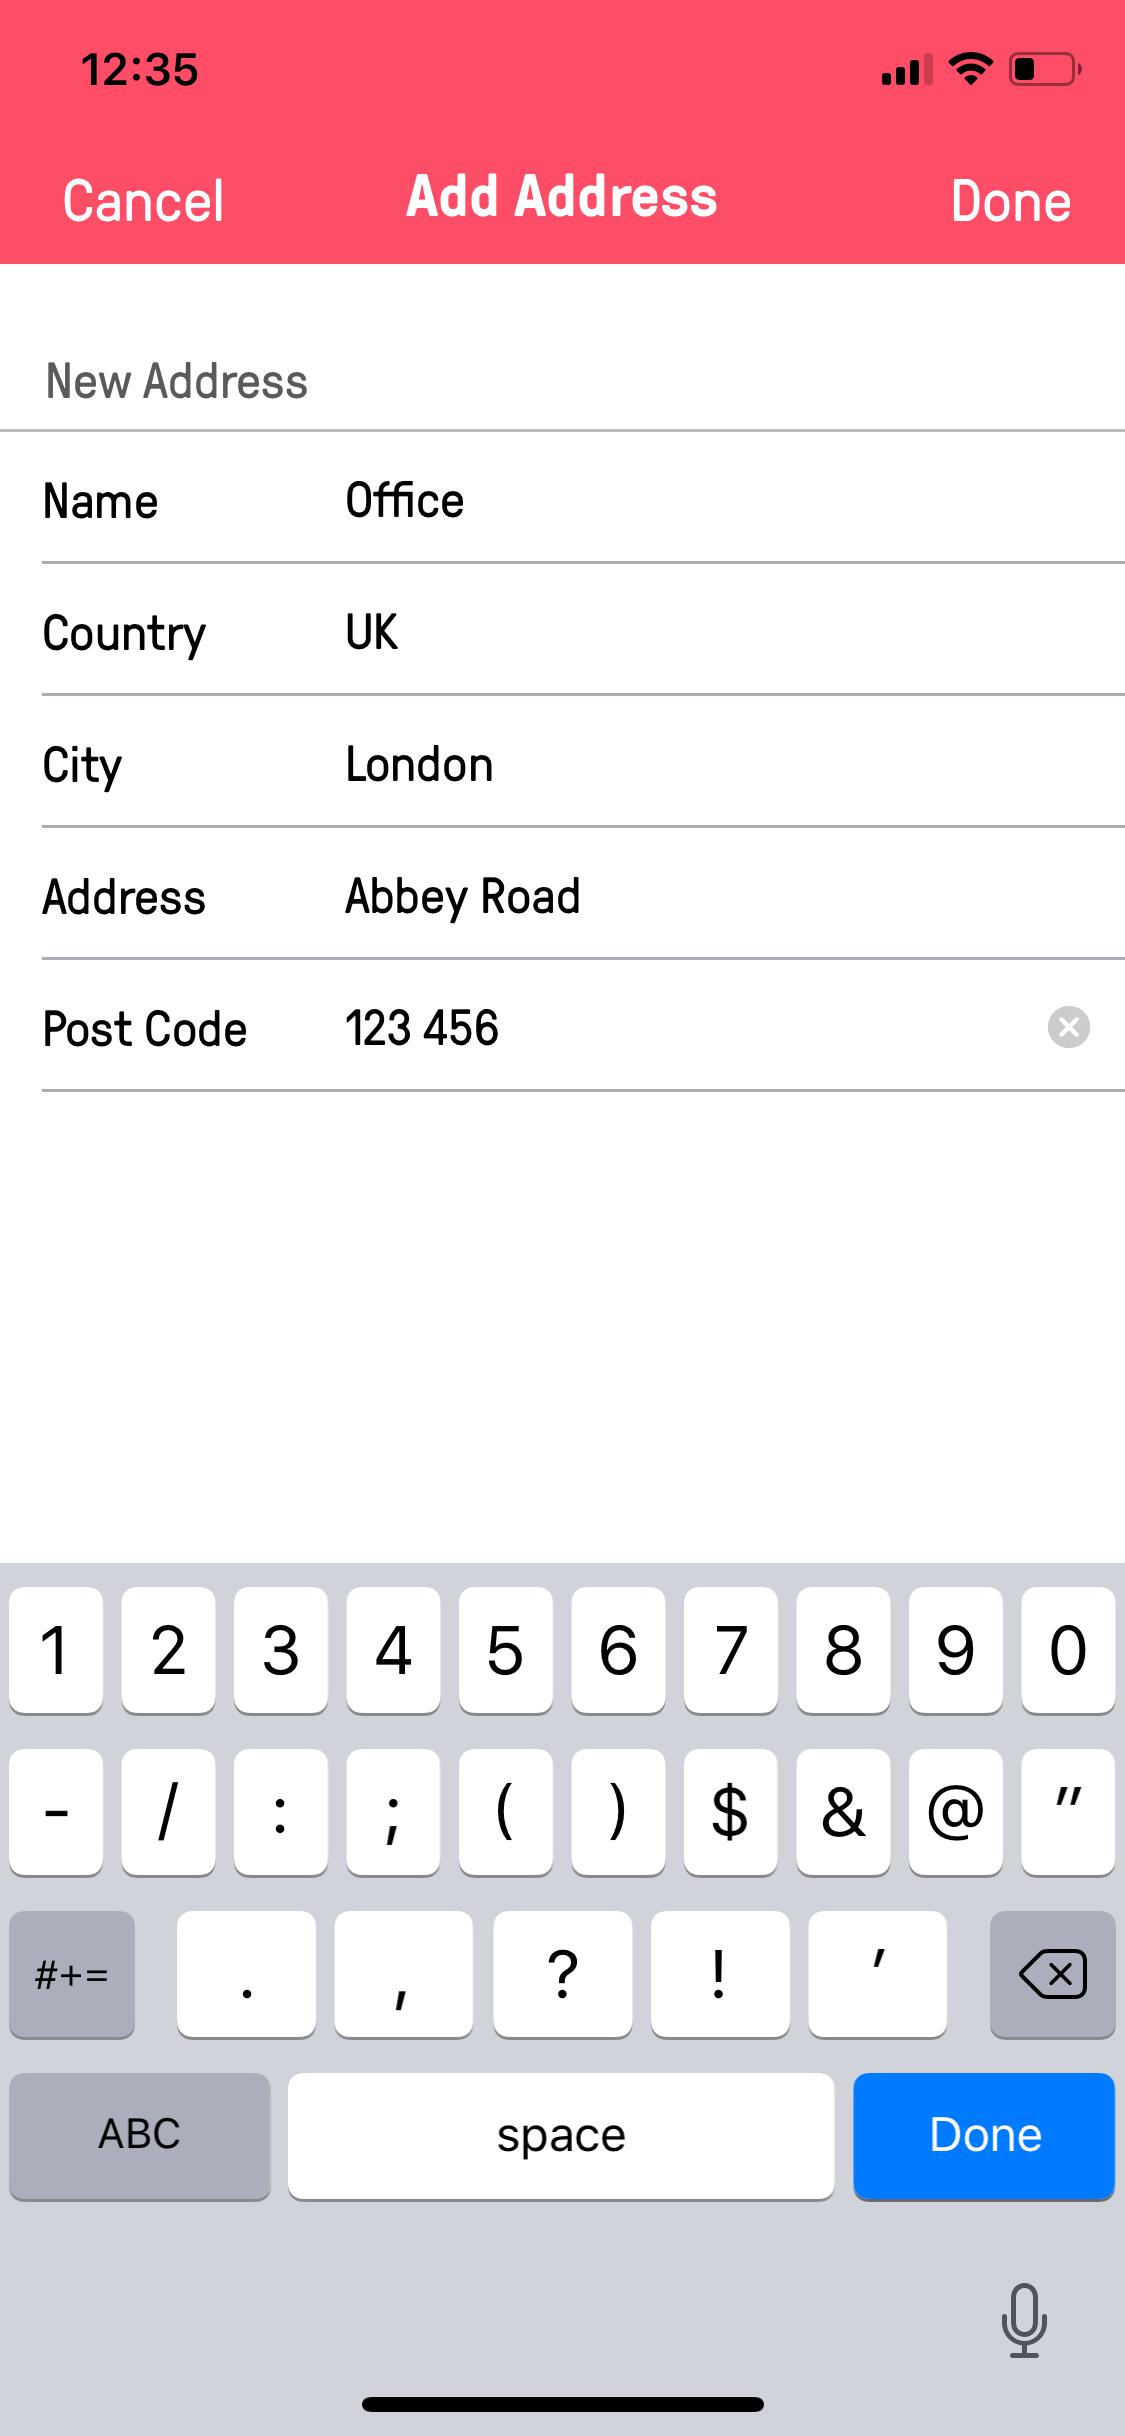 12:35
Cancel Add Address Done
New Address
Name Office
Country UK
City London
Address Abbey Road
Post Code 123 456
1 2 3 4 5 6 7 8 9 0
- / : ; ( ) $ & @ "
#+= . , ? ! '
ABC space Done